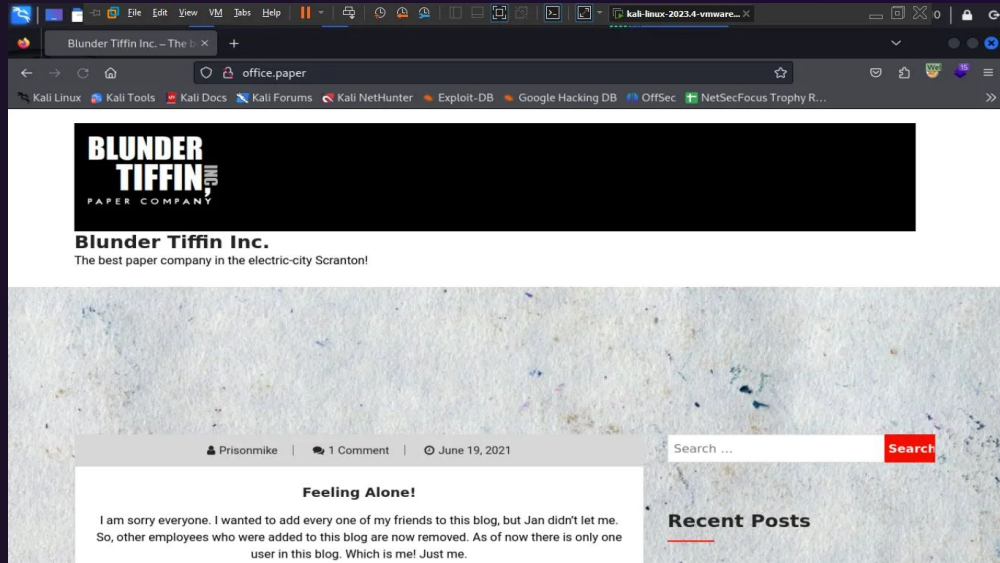 File Edit View VM Tabs Help kali-linux-2023.4-vmware...
Blunder Tiffin Inc. – The b
office.paper
Kali Linux Kali Tools Kali Docs Kali Forums Kali NetHunter Exploit-DB Google Hacking DB OffSec NetSecFocus Trophy R...
BLUNDER
TIFFIN, INC
PAPER COMPANY
Blunder Tiffin Inc.
The best paper company in the electric-city Scranton!
Prisonmike | 1 Comment | June 19, 2021
Search ... Search
Feeling Alone!
I am sorry everyone. I wanted to add every one of my friends to this blog, but Jan didn't let me.
So, other employees who were added to this blog are now removed. As of now there is only one
user in this blog. Which is me! Just me.
Recent Posts